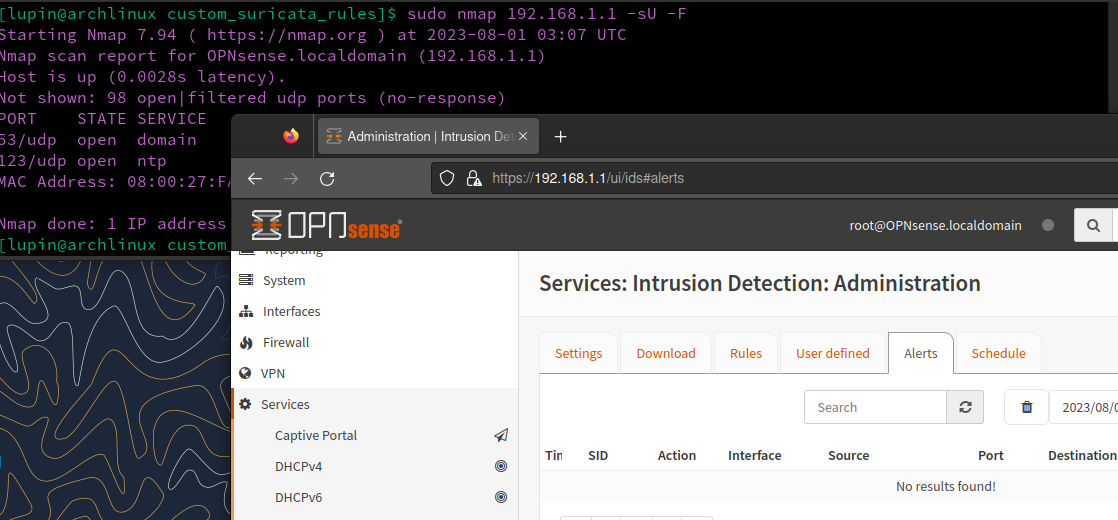 [lupin@archlinux custom_suricata_rules]$ sudo nmap 192.168.1.1 -sU -F
Starting Nmap 7.94 ( https://nmap.org ) at 2023-08-01 03:07 UTC
Nmap scan report for OPNsense.localdomain (192.168.1.1)
Host is up (0.0028s latency).
Not shown: 98 open|filtered udp ports (no-response)
PORT    STATE SERVICE
53/udp  open  domain
123/udp open  ntp
MAC Address: 08:00:27:F
Nmap done: 1 IP address
[lupin@archlinux custom
Administration | Intrusion Det
https://192.168.1.1/ui/ids#alerts
OPNsense
root@OPNsense.localdomain
Reporting
System
Interfaces
Firewall
VPN
Services
Captive Portal
DHCPv4
DHCPv6
Services: Intrusion Detection: Administration
Settings Download Rules User defined Alerts Schedule
Search 2023/08/0
Tim SID Action Interface Source Port Destination
No results found!